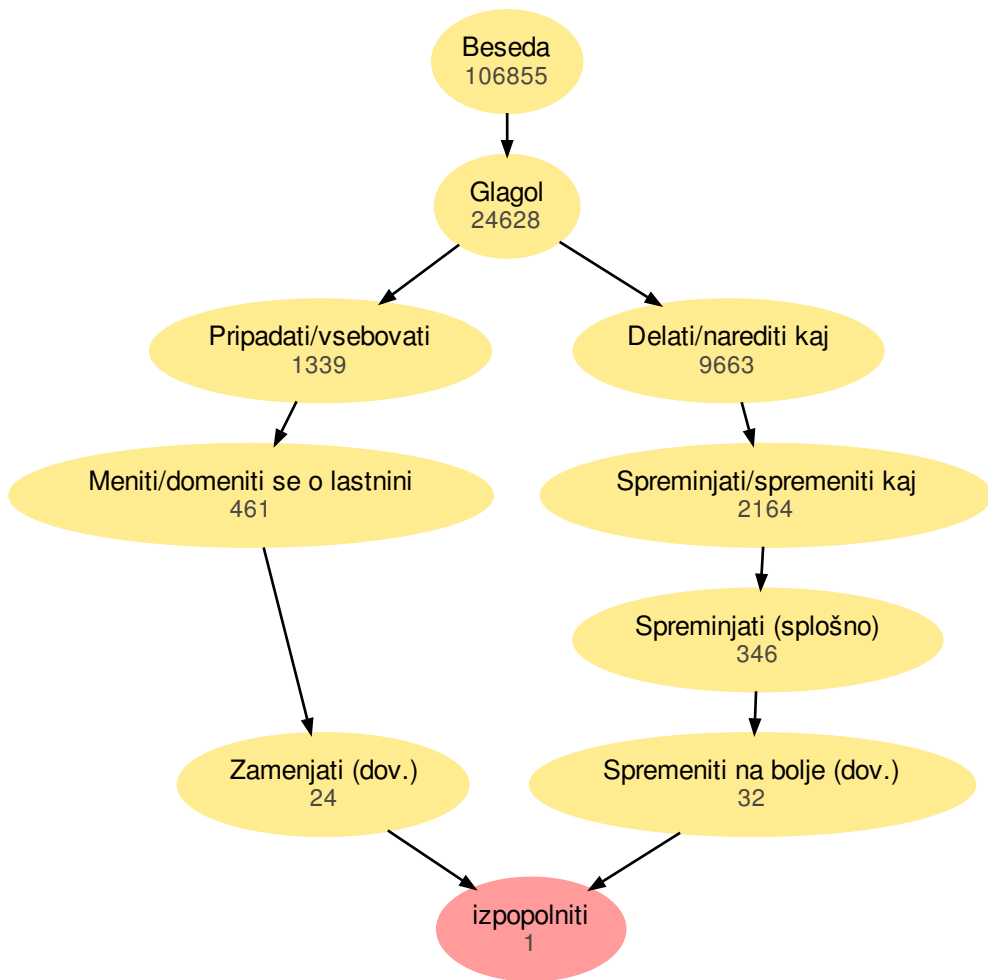 Beseda
106855
Glagol
24628
Pripadati/vsebovati
1339
Delati/narediti kaj
9663
Meniti/domeniti se o lastnini
461
Spreminjati/spremeniti kaj
2164
Spreminjati (splošno)
346
Zamenjati (dov.)
24
Spremeniti na bolje (dov.)
32
izpopolniti
1